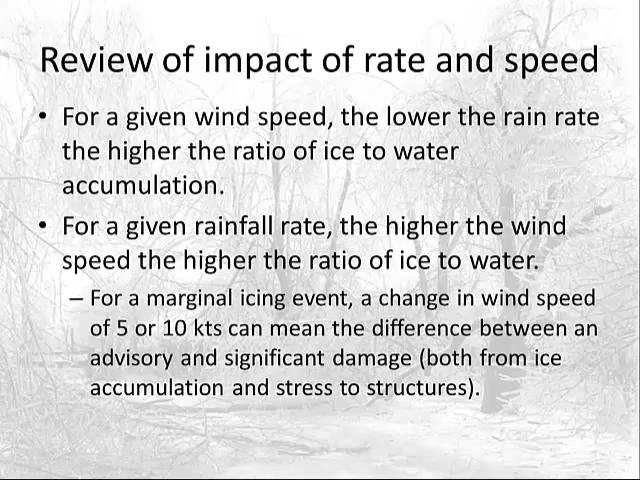 Review of impact of rate and speed
• For a given wind speed, the lower the rain rate
the higher the ratio of ice to water
accumulation.
• For a given rainfall rate, the higher the wind
speed the higher the ratio of ice to water.
– For a marginal icing event, a change in wind speed
of 5 or 10 kts can mean the difference between an
advisory and significant damage (both from ice
accumulation and stress to structures).